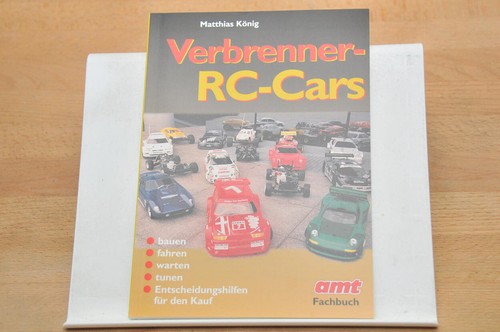 Matthias König
Verbrenner-
RC-Cars
bauen
fahren
warten
tunen
Entscheidungshilfen
für den Kauf
amt
Fachbuch